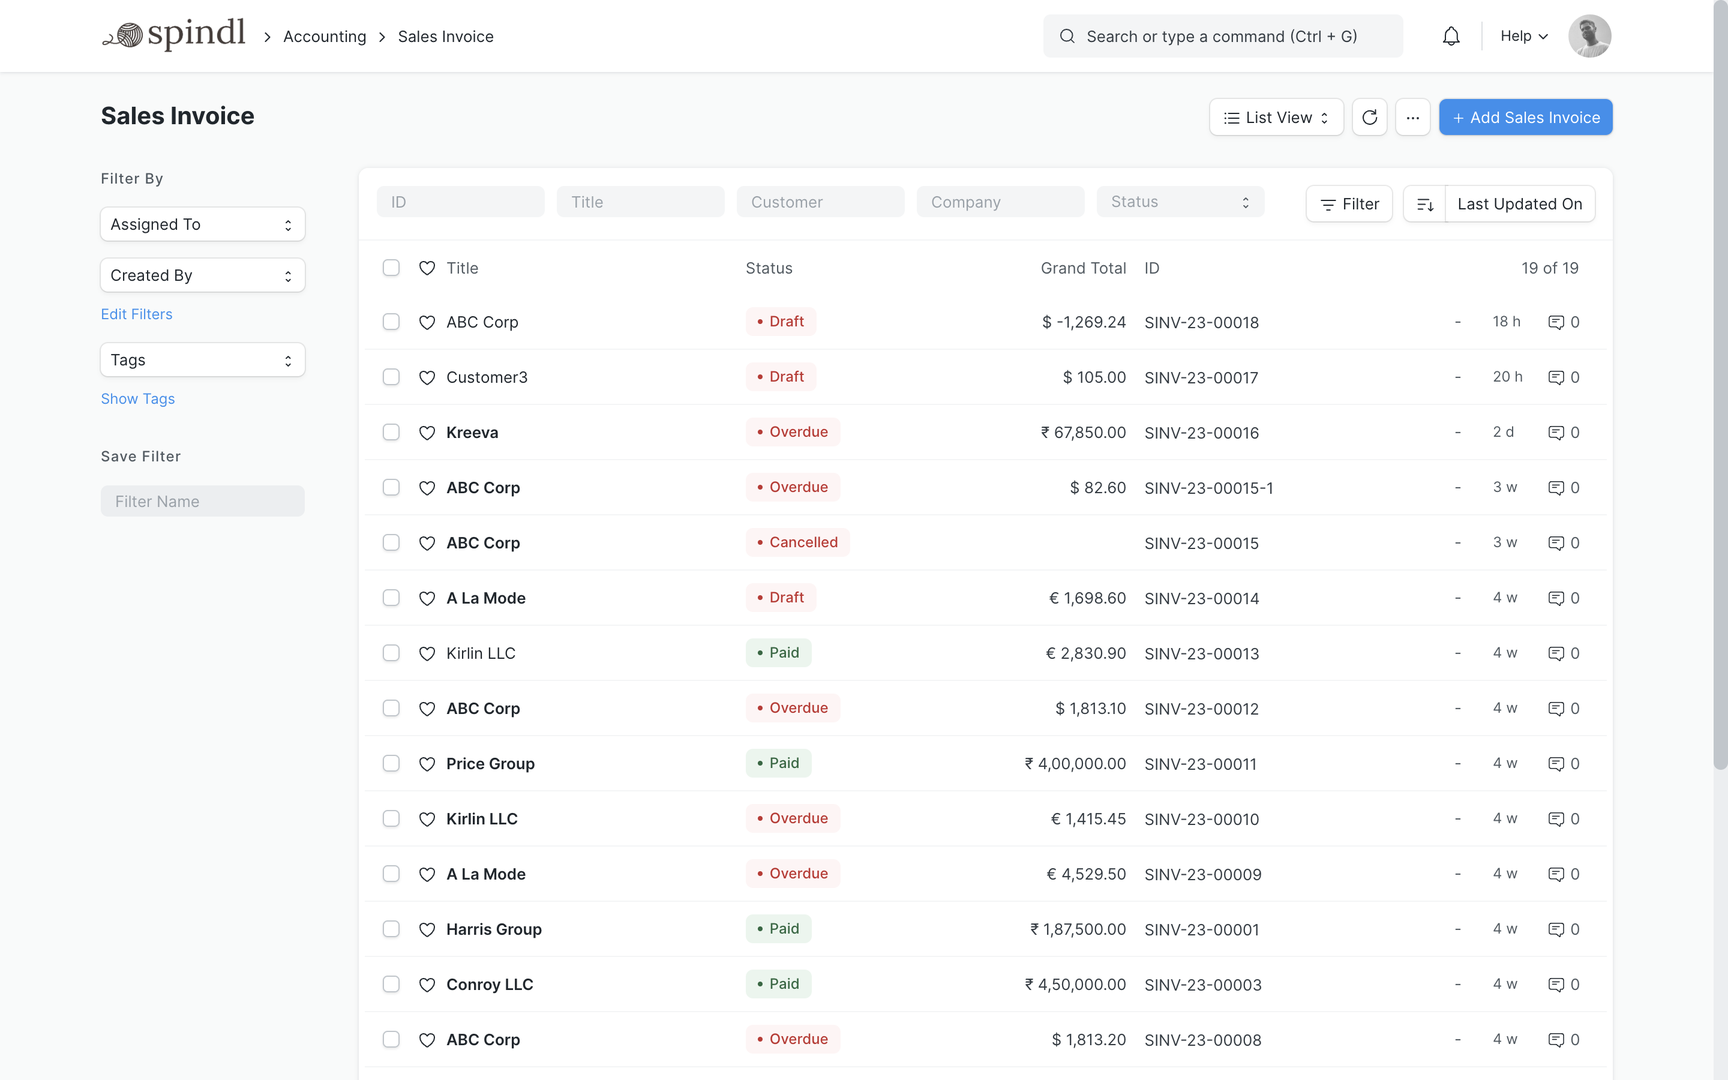 spindl
Accounting
Sales Invoice
Search or type a command (Ctrl + G)
Help
Sales Invoice
List View
...
+ Add Sales Invoice
Filter By
Assigned To
Created By
Edit Filters
Tags
Show Tags
Save Filter
Filter Name
ID Title Customer Company Status Filter Last Updated On
Title Status Grand Total ID 19 of 19
ABC Corp • Draft $ -1,269.24 SINV-23-00018 - 18 h 0
Customer3 • Draft $ 105.00 SINV-23-00017 - 20 h 0
Kreeva • Overdue ₹ 67,850.00 SINV-23-00016 - 2 d 0
ABC Corp • Overdue $ 82.60 SINV-23-00015-1 - 3 w 0
ABC Corp • Cancelled SINV-23-00015 - 3 w 0
A La Mode • Draft € 1,698.60 SINV-23-00014 - 4 w 0
Kirlin LLC • Paid € 2,830.90 SINV-23-00013 - 4 w 0
ABC Corp • Overdue $ 1,813.10 SINV-23-00012 - 4 w 0
Price Group • Paid ₹ 4,00,000.00 SINV-23-00011 - 4 w 0
Kirlin LLC • Overdue € 1,415.45 SINV-23-00010 - 4 w 0
A La Mode • Overdue € 4,529.50 SINV-23-00009 - 4 w 0
Harris Group • Paid ₹ 1,87,500.00 SINV-23-00001 - 4 w 0
Conroy LLC • Paid ₹ 4,50,000.00 SINV-23-00003 - 4 w 0
ABC Corp • Overdue $ 1,813.20 SINV-23-00008 - 4 w 0